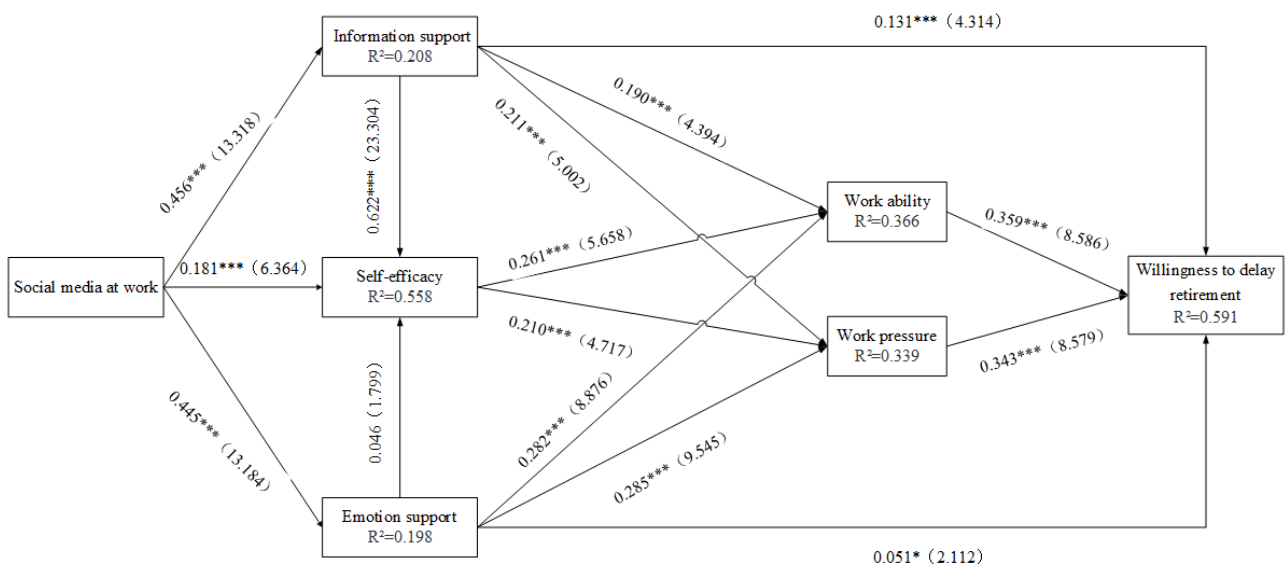 0.131***（4.314）
Information support
R²=0.208
0.190***（4.394）
0.211***（5.002）
0.456***（13.318）
0.622***（23.304）
Work ability
R²=0.366
0.359***（8.586）
0.261***（5.658）
0.181***（6.364）
Social media at work
Self-efficacy
R²=0.558
Willingness to delay
retirement
R²=0.591
0.210***（4.717）
Work pressure
R²=0.339
0.343***（8.579）
0.046（1.799）
0.445***（13.184）
0.282***（8.876）
0.285***（9.545）
Emotion support
R²=0.198
0.051*（2.112）